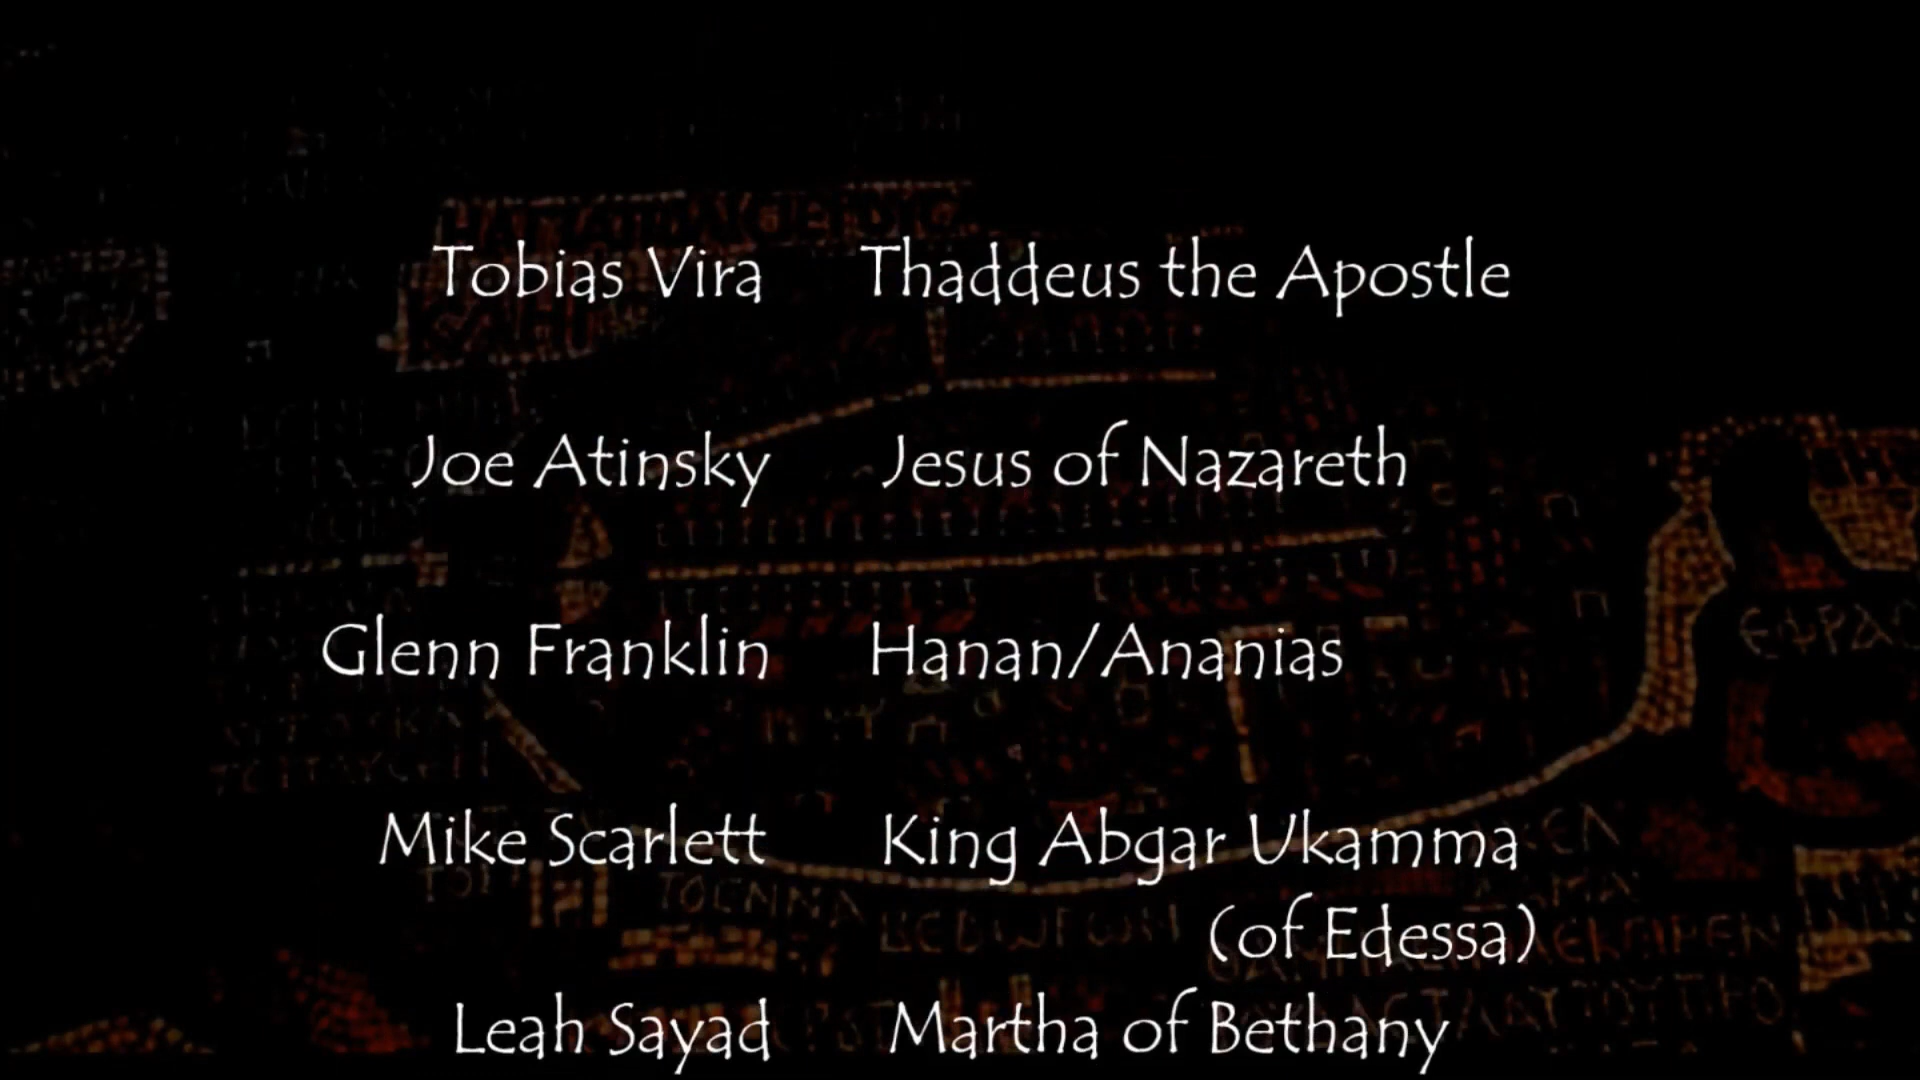 Tobias Vira Thaddeus the Apostle
Joe Atinsky Jesus of Nazareth
Glenn Franklin Hanan/Ananias
Mike Scarlett King Abgar Ukamma
(of Edessa)
Leah Sayad Martha of Bethany